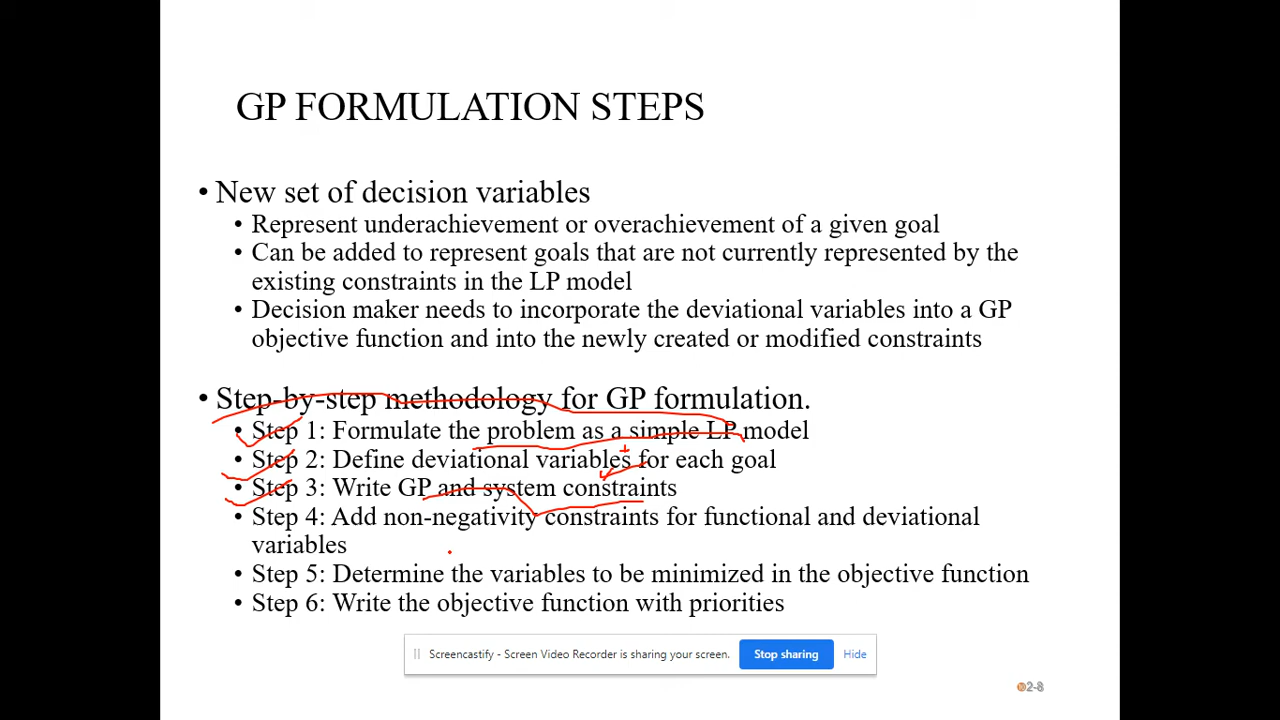 GP FORMULATION STEPS
• New set of decision variables
• Represent underachievement or overachievement of a given goal
• Can be added to represent goals that are not currently represented by the
existing constraints in the LP model
• Decision maker needs to incorporate the deviational variables into a GP
objective function and into the newly created or modified constraints
• Step-by-step methodology for GP formulation.
• Step 1: Formulate the problem as a simple LP model
• Step 2: Define deviational variables for each goal
• Step 3: Write GP and system constraints
• Step 4: Add non-negativity constraints for functional and deviational
variables
• Step 5: Determine the variables to be minimized in the objective function
• Step 6: Write the objective function with priorities
Screencastify - Screen Video Recorder is sharing your screen. Stop sharing Hide
2-8